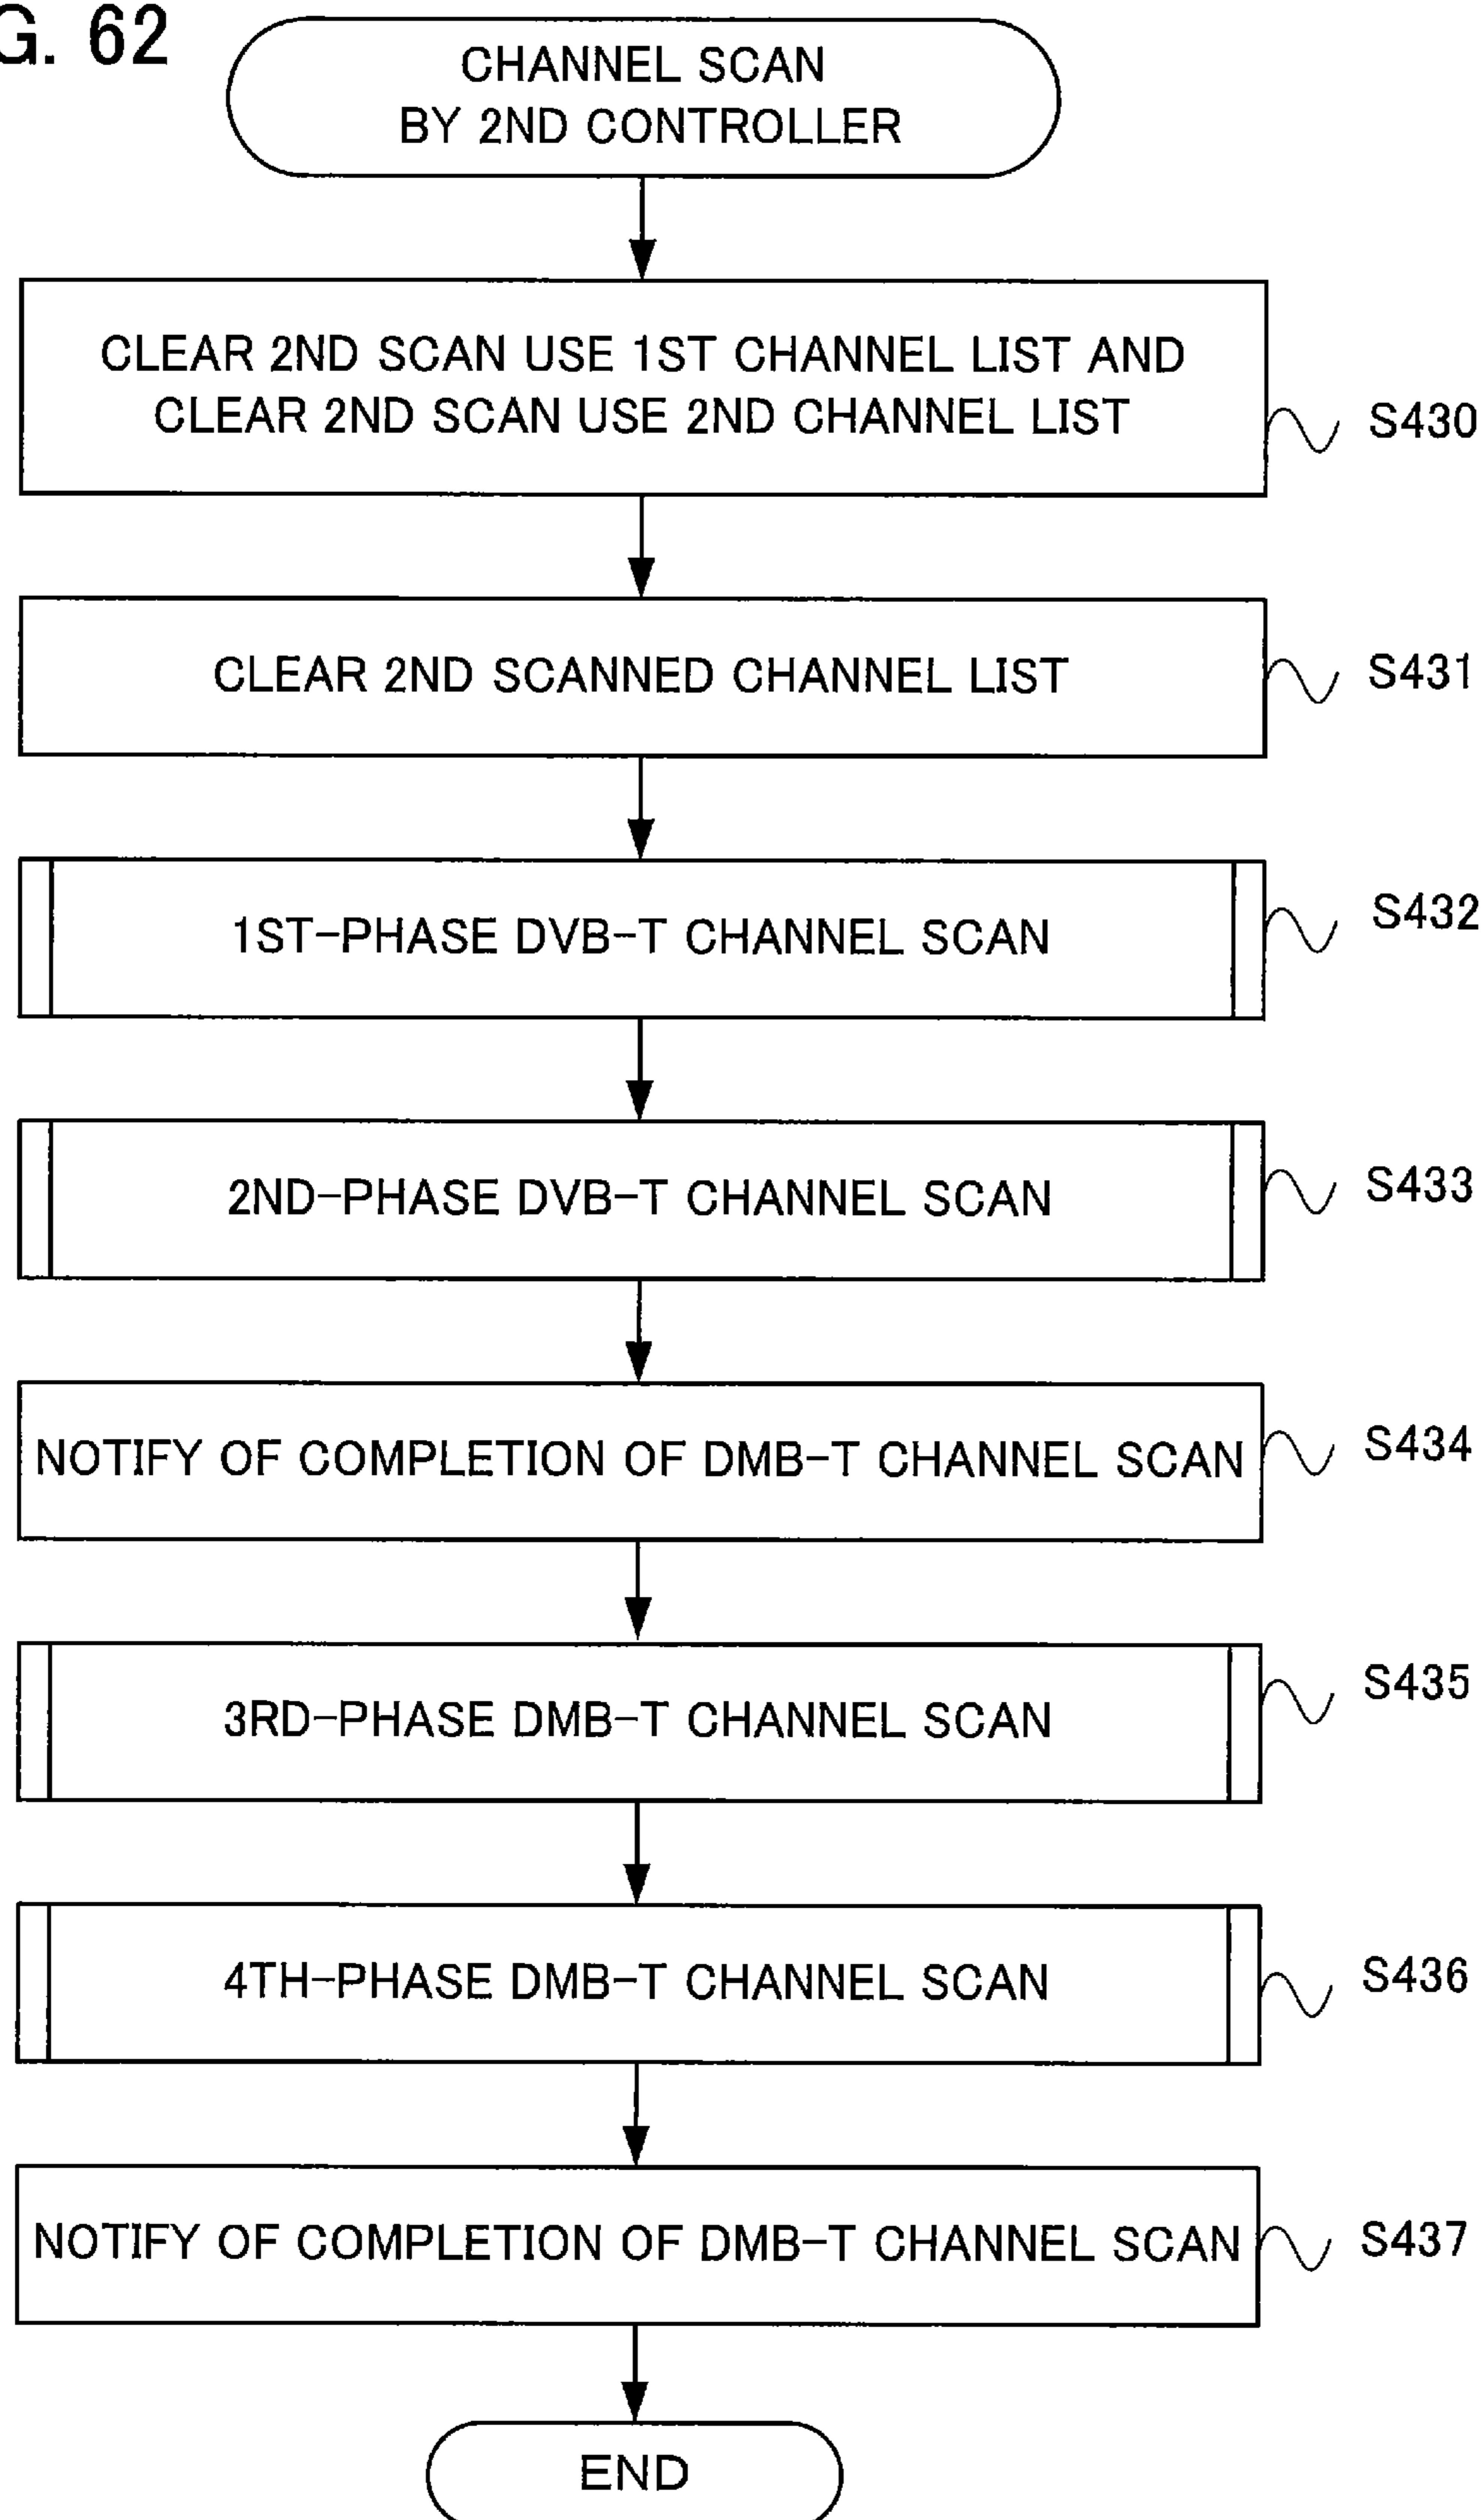 G. 62
CHANNEL SCAN
BY 2ND CONTROLLER
CLEAR 2ND SCAN USE 1ST CHANNEL LIST AND
CLEAR 2ND SCAN USE 2ND CHANNEL LIST
S430
CLEAR 2ND SCANNED CHANNEL LIST
S431
1ST-PHASE DVB-T CHANNEL SCAN
S432
2ND-PHASE DVB-T CHANNEL SCAN
S433
NOTIFY OF COMPLETION OF DMB-T CHANNEL SCAN
S434
3RD-PHASE DMB-T CHANNEL SCAN
S435
4TH-PHASE DMB-T CHANNEL SCAN
S436
NOTIFY OF COMPLETION OF DMB-T CHANNEL SCAN
S437
END